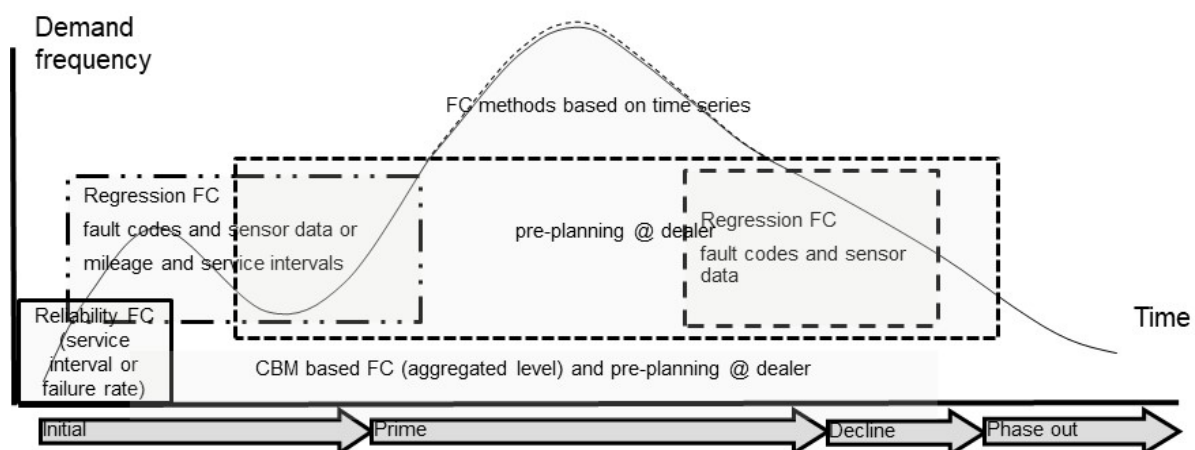 Demand
frequency
FC methods based on time series
Regression FC
fault codes and sensor data or
mileage and service intervals
pre-planning @ dealer
Regression FC
fault codes and sensor
data
Reliability FC
(service
interval or
failure rate)
Time
CBM based FC (aggregated level) and pre-planning @ dealer
Initial
Prime
Decline
Phase out